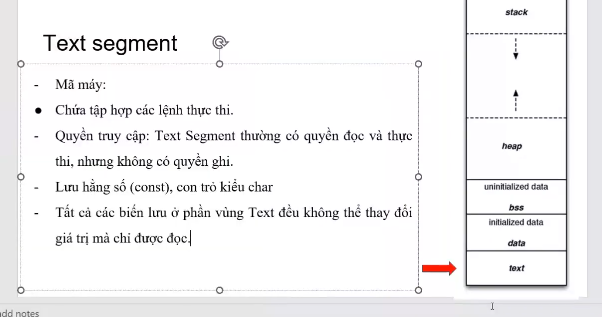 stack
Text segment
- Mã máy:
● Chứa tập hợp các lệnh thực thi.
- Quyền truy cập: Text Segment thường có quyền đọc và thực
thi, nhưng không có quyền ghi.
- Lưu hằng số (const), con trỏ kiểu char
- Tất cả các biến lưu ở phần vùng Text đều không thể thay đổi
giá trị mà chỉ được đọc.
heap
uninitialized data
bss
initialized data
data
text
add notes